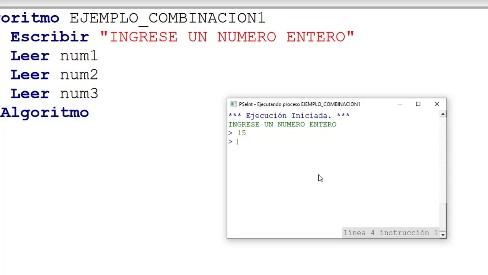 oritmo EJEMPLO_COMBINACION1
Escribir "INGRESE UN NUMERO ENTERO"
Leer num1
Leer num2
Leer num3
Algoritmo
PSeInt - Ejecutando proceso EJEMPLO_COMBINACION1
*** Ejecución Iniciada. ***
INGRESE UN NUMERO ENTERO
> 15
>
línea 4 instrucción 1